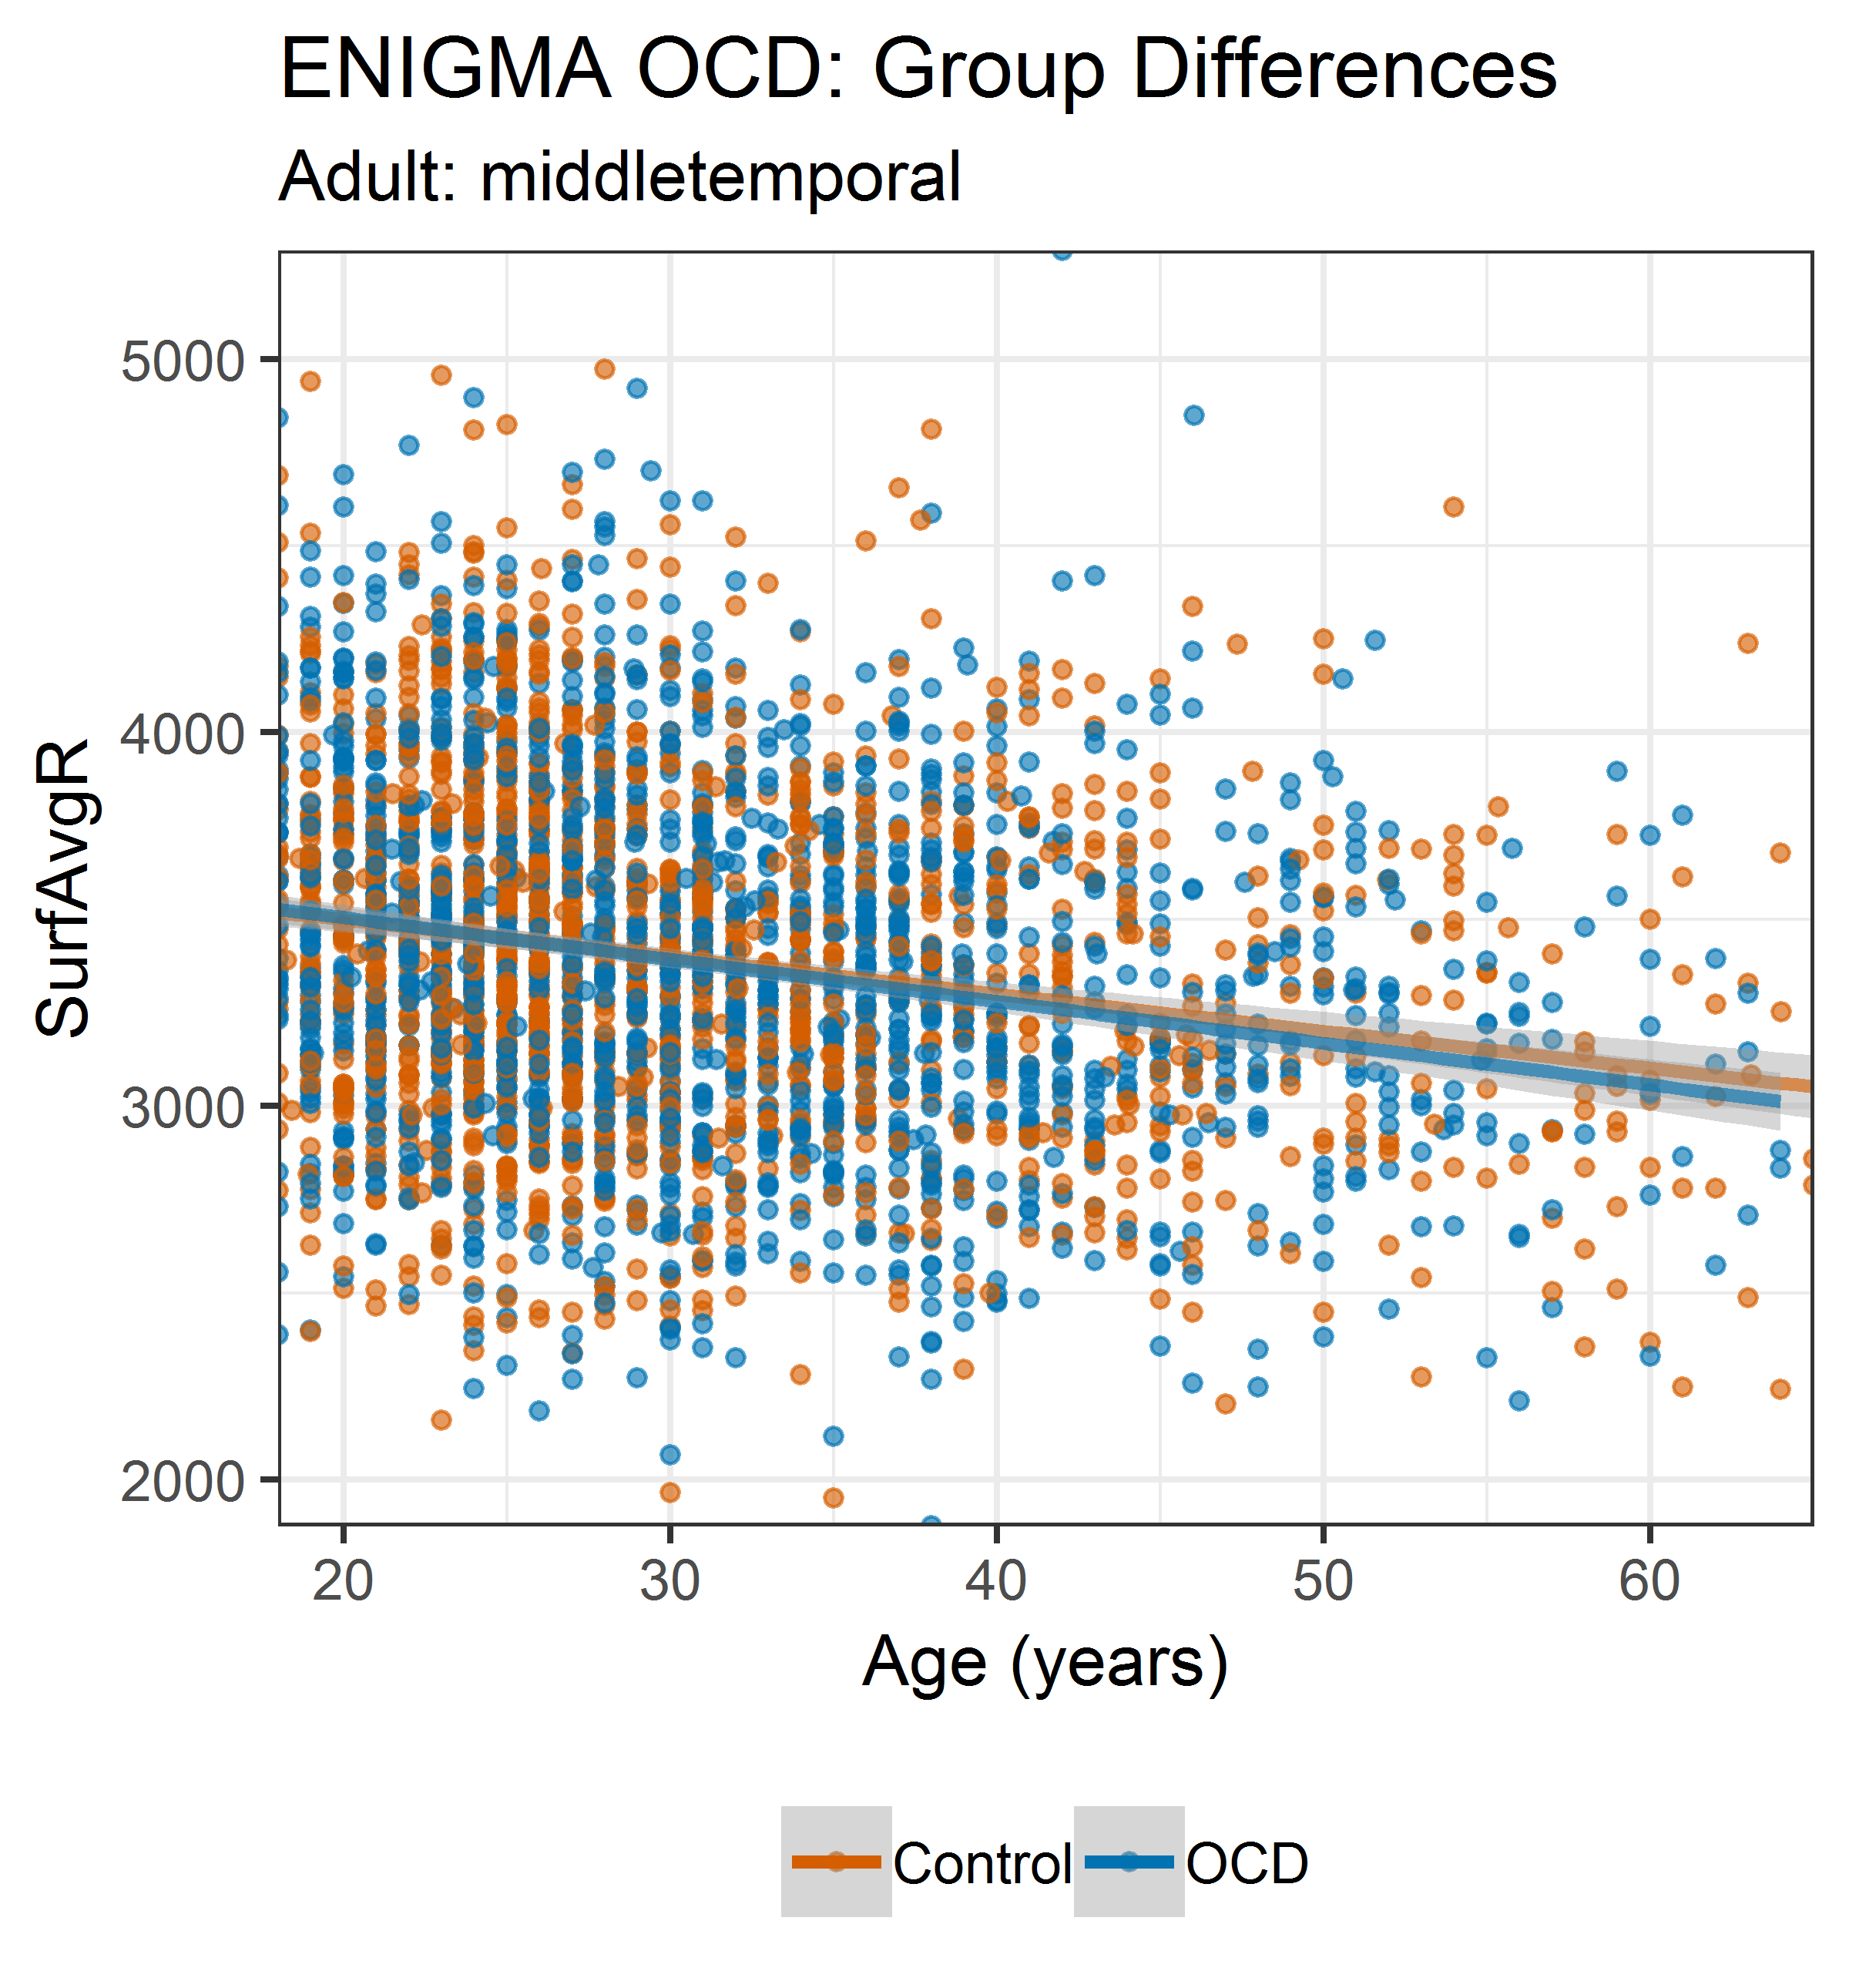 ENIGMA OCD: Group Differences
Adult: middletemporal
SurfAvgR
5000
4000
3000
2000
20 30 40 50 60
Age (years)
Control OCD